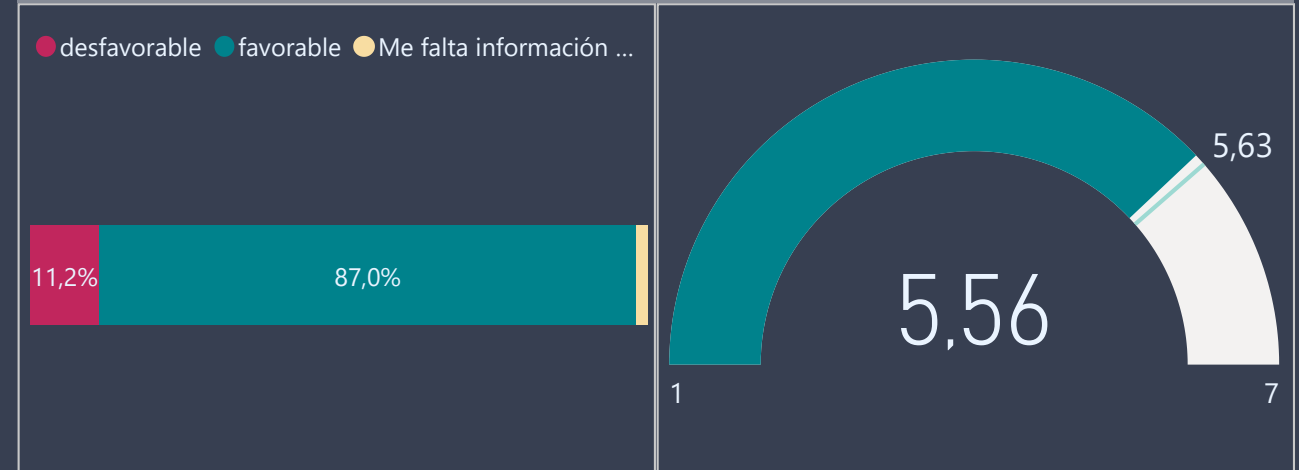 desfavorable favorable Me falta información ...
11,2% 87,0%
5,63
5,56
1 7